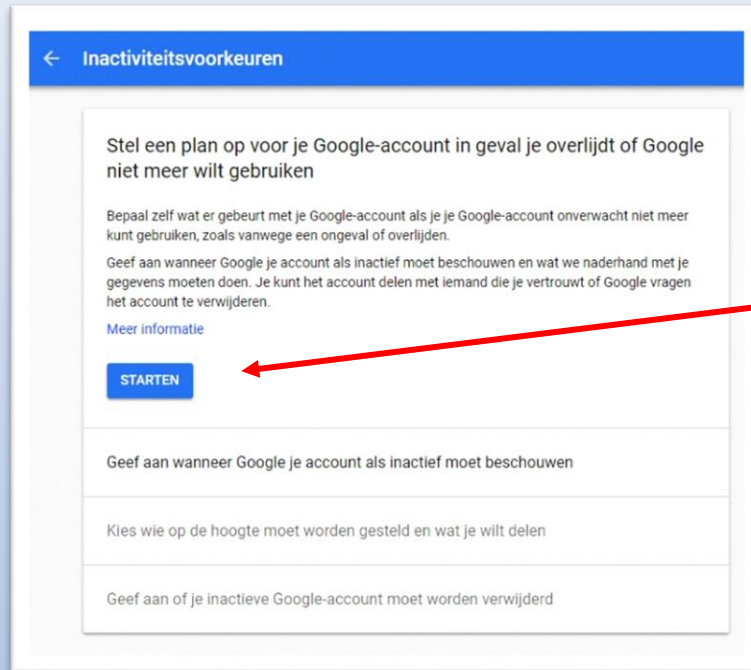 Inactiviteitsvoorkeuren
Stel een plan op voor je Google-account in geval je overlijdt of Google
niet meer wilt gebruiken
Bepaal zelf wat er gebeurt met je Google-account als je je Google-account onverwacht niet meer
kunt gebruiken, zoals vanwege een ongeval of overlijden.
Geef aan wanneer Google je account als inactief moet beschouwen en wat we naderhand met je
gegevens moeten doen. Je kunt het account delen met iemand die je vertrouwt of Google vragen
het account te verwijderen.
Meer informatie
STARTEN
Geef aan wanneer Google je account als inactief moet beschouwen
Kies wie op de hoogte moet worden gesteld en wat je wilt delen
Geef aan of je inactieve Google-account moet worden verwijderd